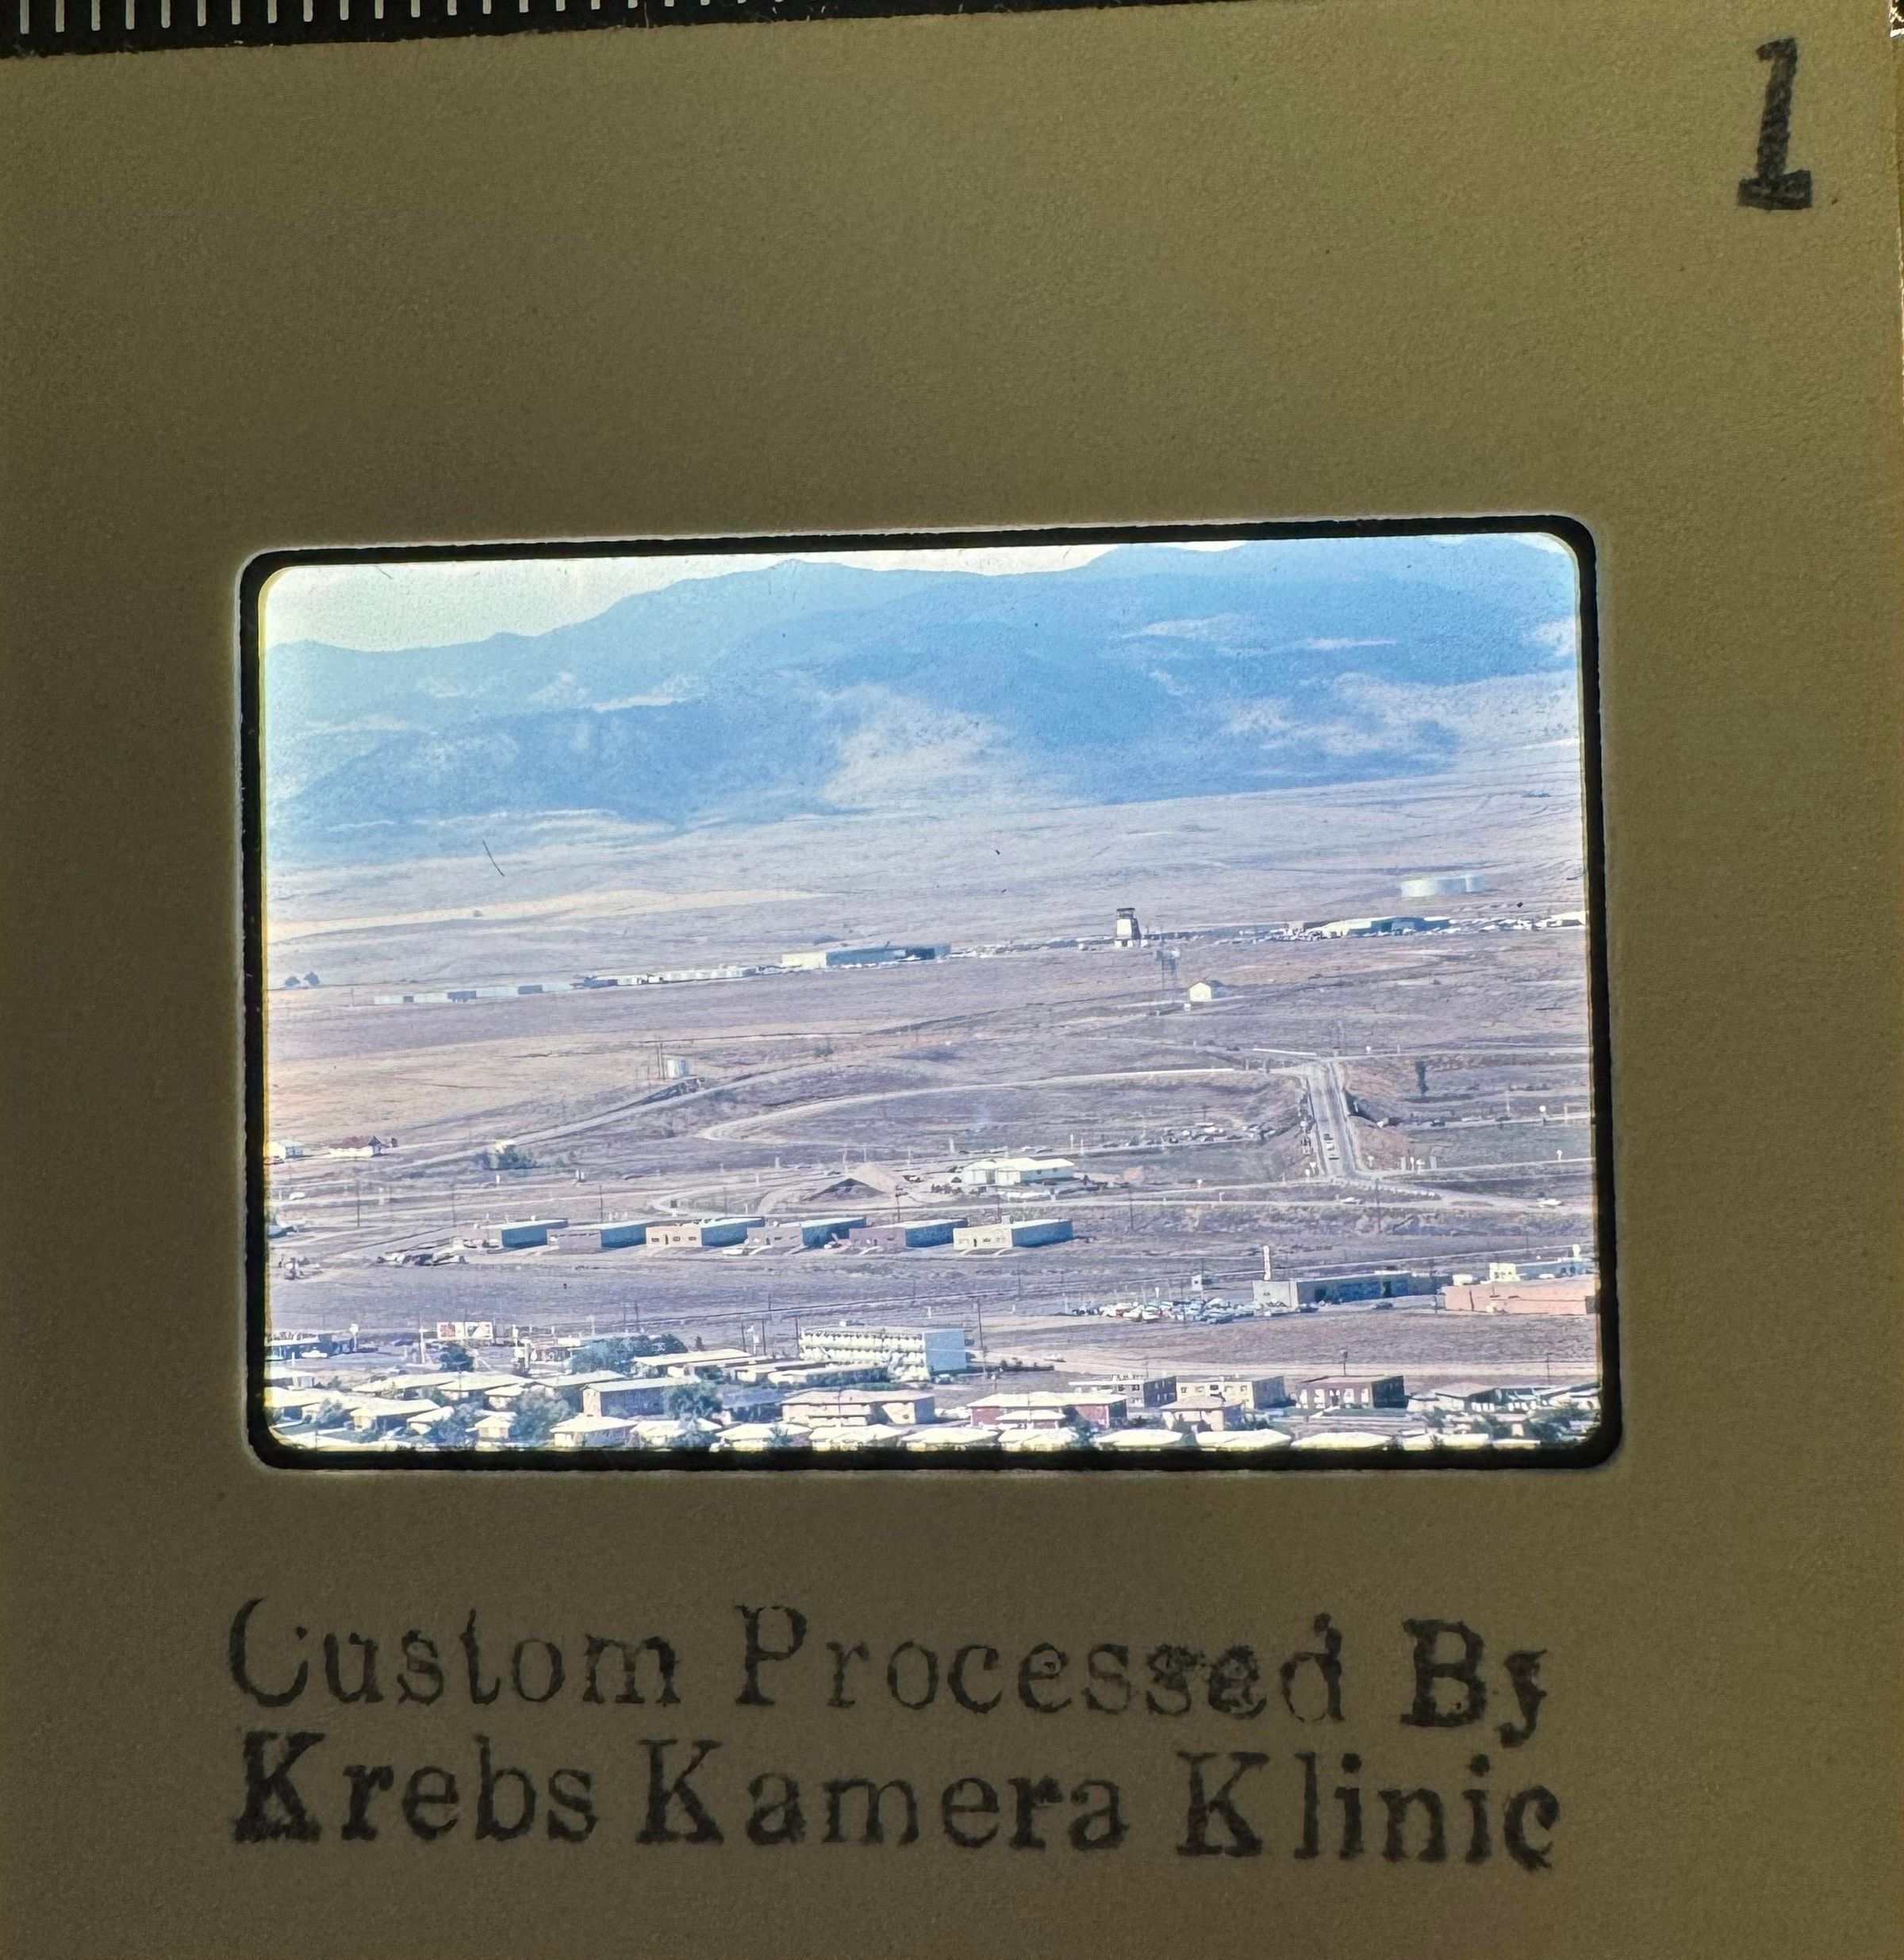 1
Custom Processed By
Krebs Kamera Klinic